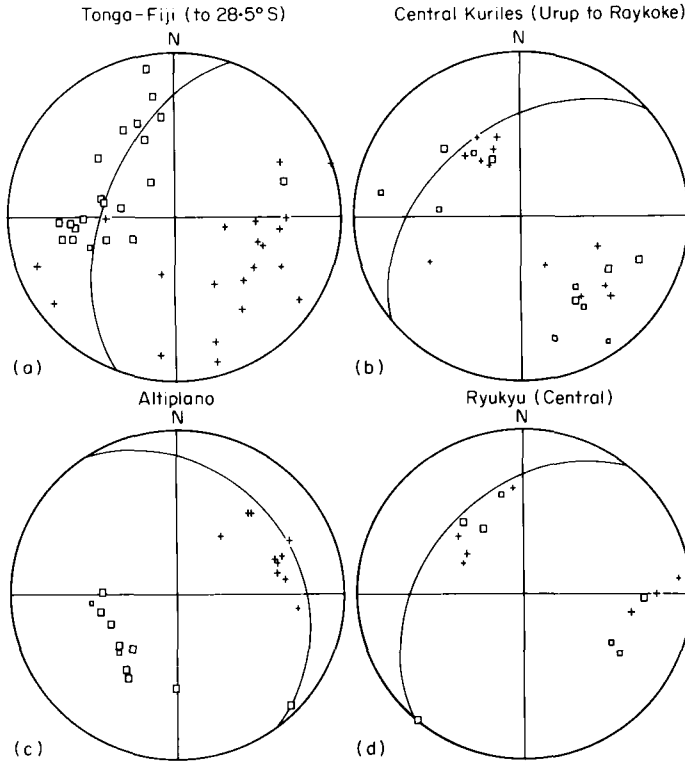 Tonga-Fiji (to 28·5° S)
N
(a)
Central Kuriles (Urup to Raykoke)
N
(b)
Altiplano
N
(c)
Ryukyu (Central)
N
(d)